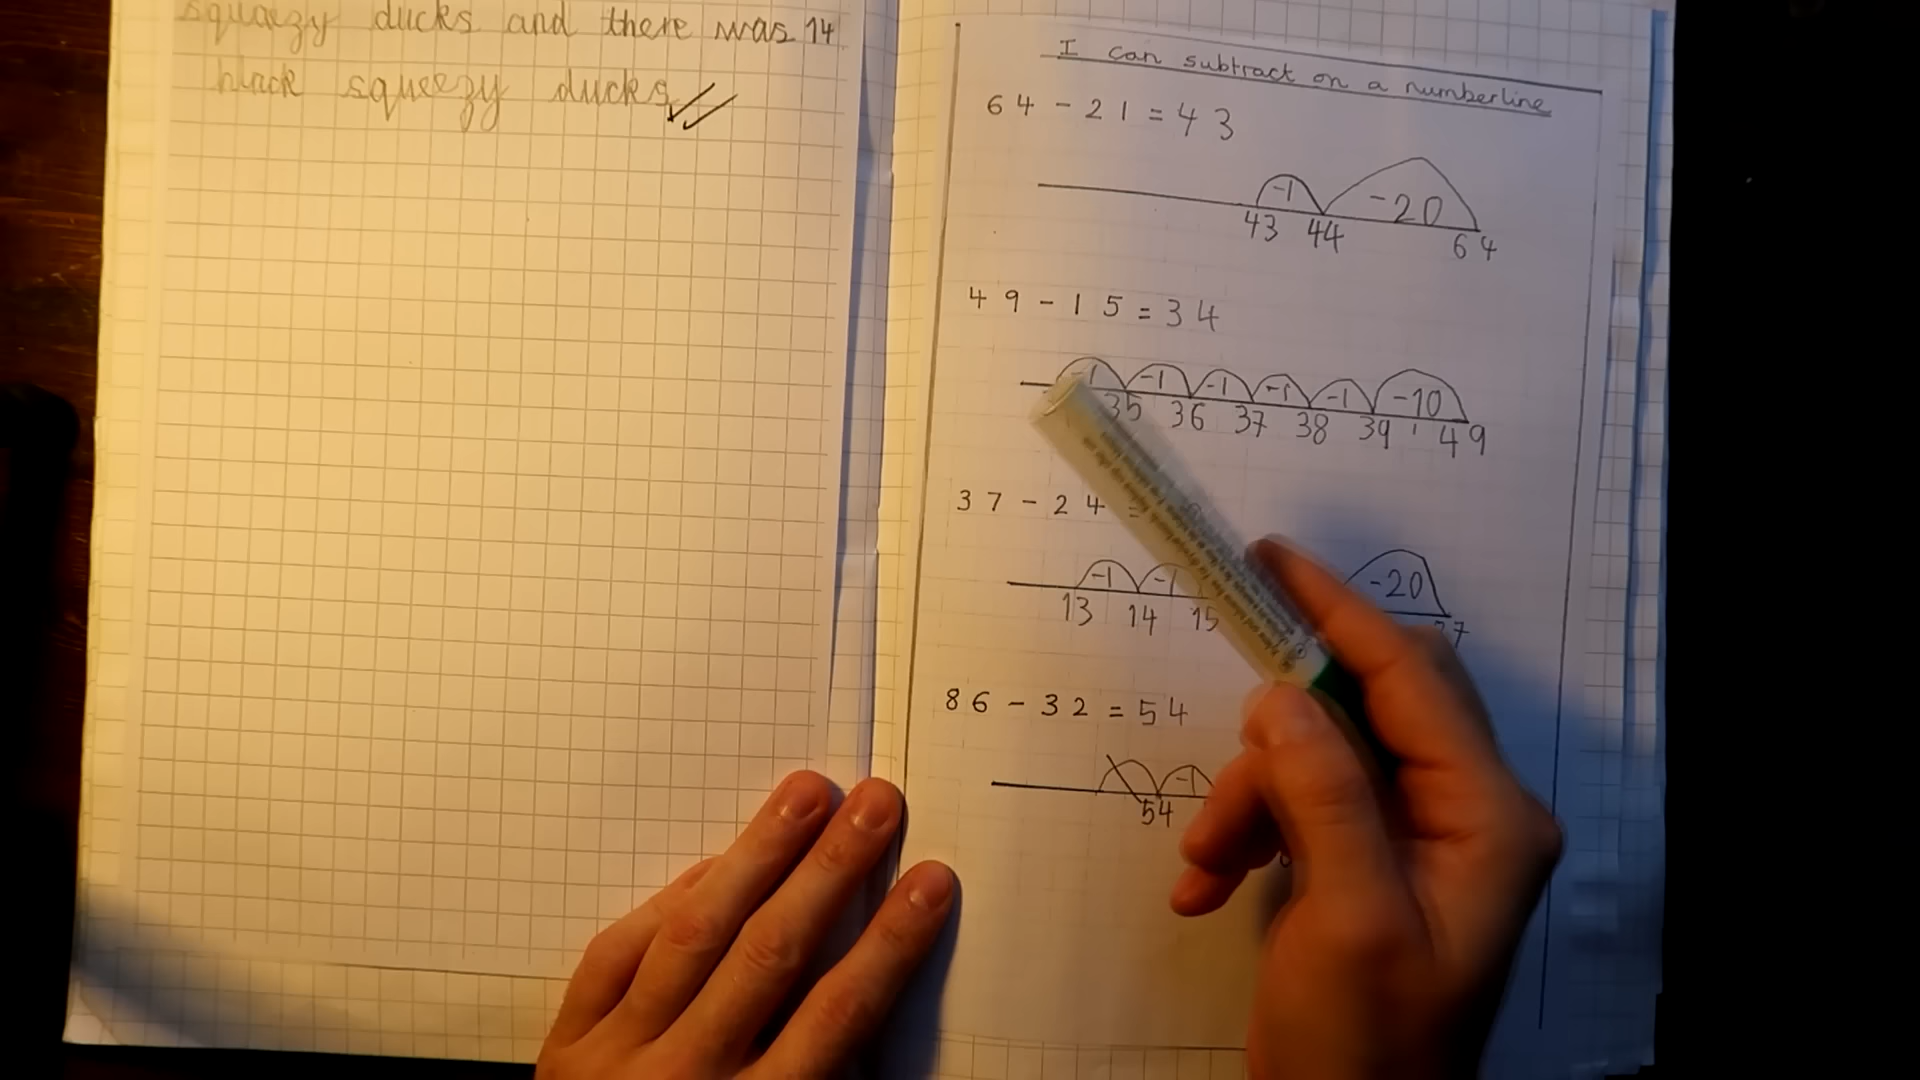 squeezy ducks and there was 14
black squeezy ducks
I can subtract on a numberline
64 - 21 = 43
-1 -20
43 44 64
49 - 15 = 34
-1 -1 -1 -1 -1 -10
35 36 37 38 39 49
37 - 24 =
-1 -1 -20
13 14 15 37
86 - 32 = 54
-1
54